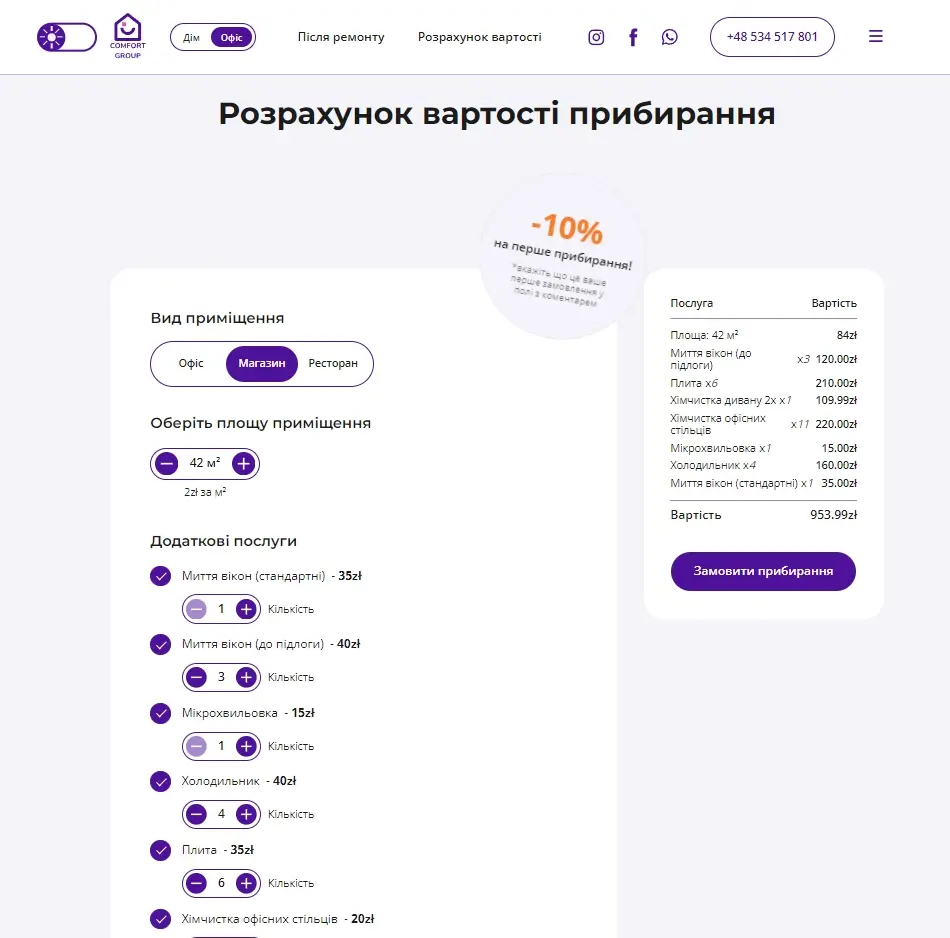 COMFORT
GROUP
Дім Офіс
Після ремонту
Розрахунок вартості
+48 534 517 801
Розрахунок вартості прибирання
-10%
на перше прибирання!
*вкажіть що це ваше
перше замовлення у
полі з коментарем
Вид приміщення
Офіс Магазин Ресторан
Оберіть площу приміщення
42 м²
2zł за м²
Додаткові послуги
Миття вікон (стандартні) - 35zł
1 Кількість
Миття вікон (до підлоги) - 40zł
3 Кількість
Мікрохвильовка - 15zł
1 Кількість
Холодильник - 40zł
4 Кількість
Плита - 35zł
6 Кількість
Хімчистка офісних стільців - 20zł
Послуга Вартість
Площа: 42 м² 84zł
Миття вікон (до
підлоги) x3 120.00zł
Плита x6 210.00zł
Хімчистка дивану 2x x1 109.99zł
Хімчистка офісних
стільців x11 220.00zł
Мікрохвильовка x1 15.00zł
Холодильник x4 160.00zł
Миття вікон (стандартні) x1 35.00zł
Вартість 953.99zł
Замовити прибирання